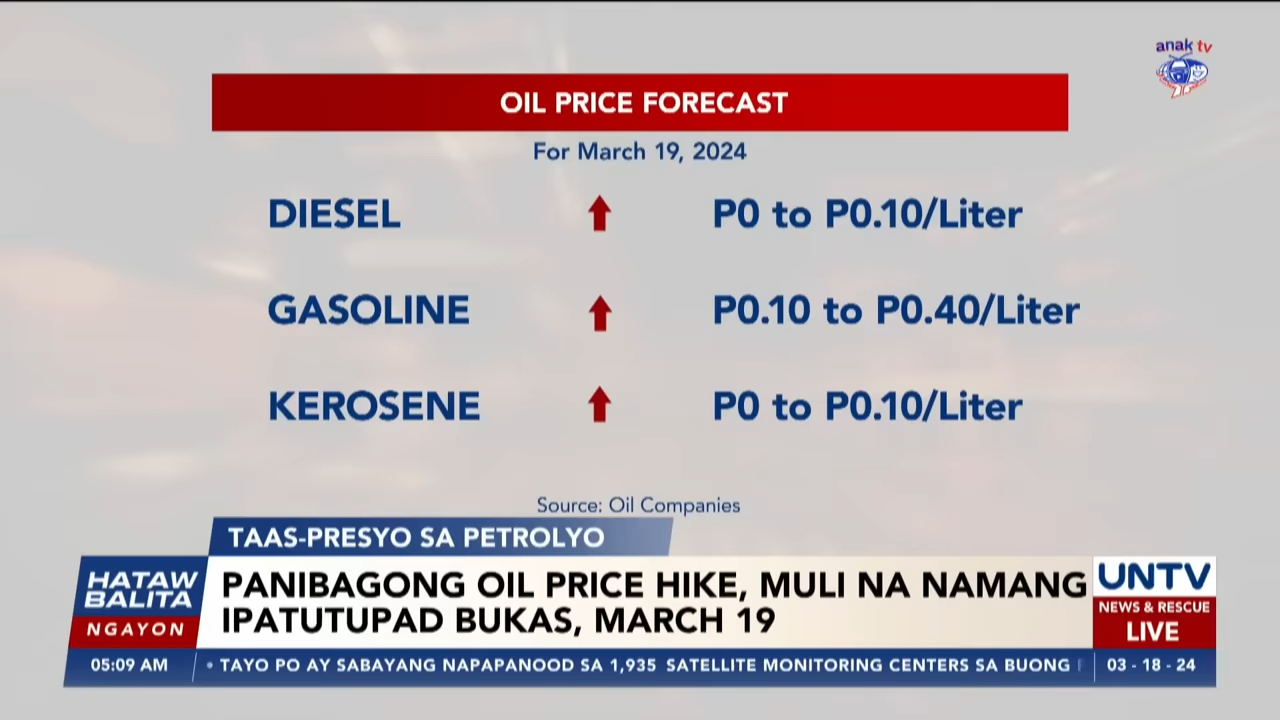 anak tv
OIL PRICE FORECAST
For March 19, 2024
DIESEL P0 to P0.10/Liter
GASOLINE P0.10 to P0.40/Liter
KEROSENE P0 to P0.10/Liter
Source: Oil Companies
TAAS-PRESYO SA PETROLYO
HATAW BALITA NGAYON
PANIBAGONG OIL PRICE HIKE, MULI NA NAMANG
IPATUTUPAD BUKAS, MARCH 19
UNTV
NEWS & RESCUE
LIVE
05:09 AM • TAYO PO AY SABAYANG NAPAPANOOD SA 1,935 SATELLITE MONITORING CENTERS SA BUONG 03 - 18 - 24